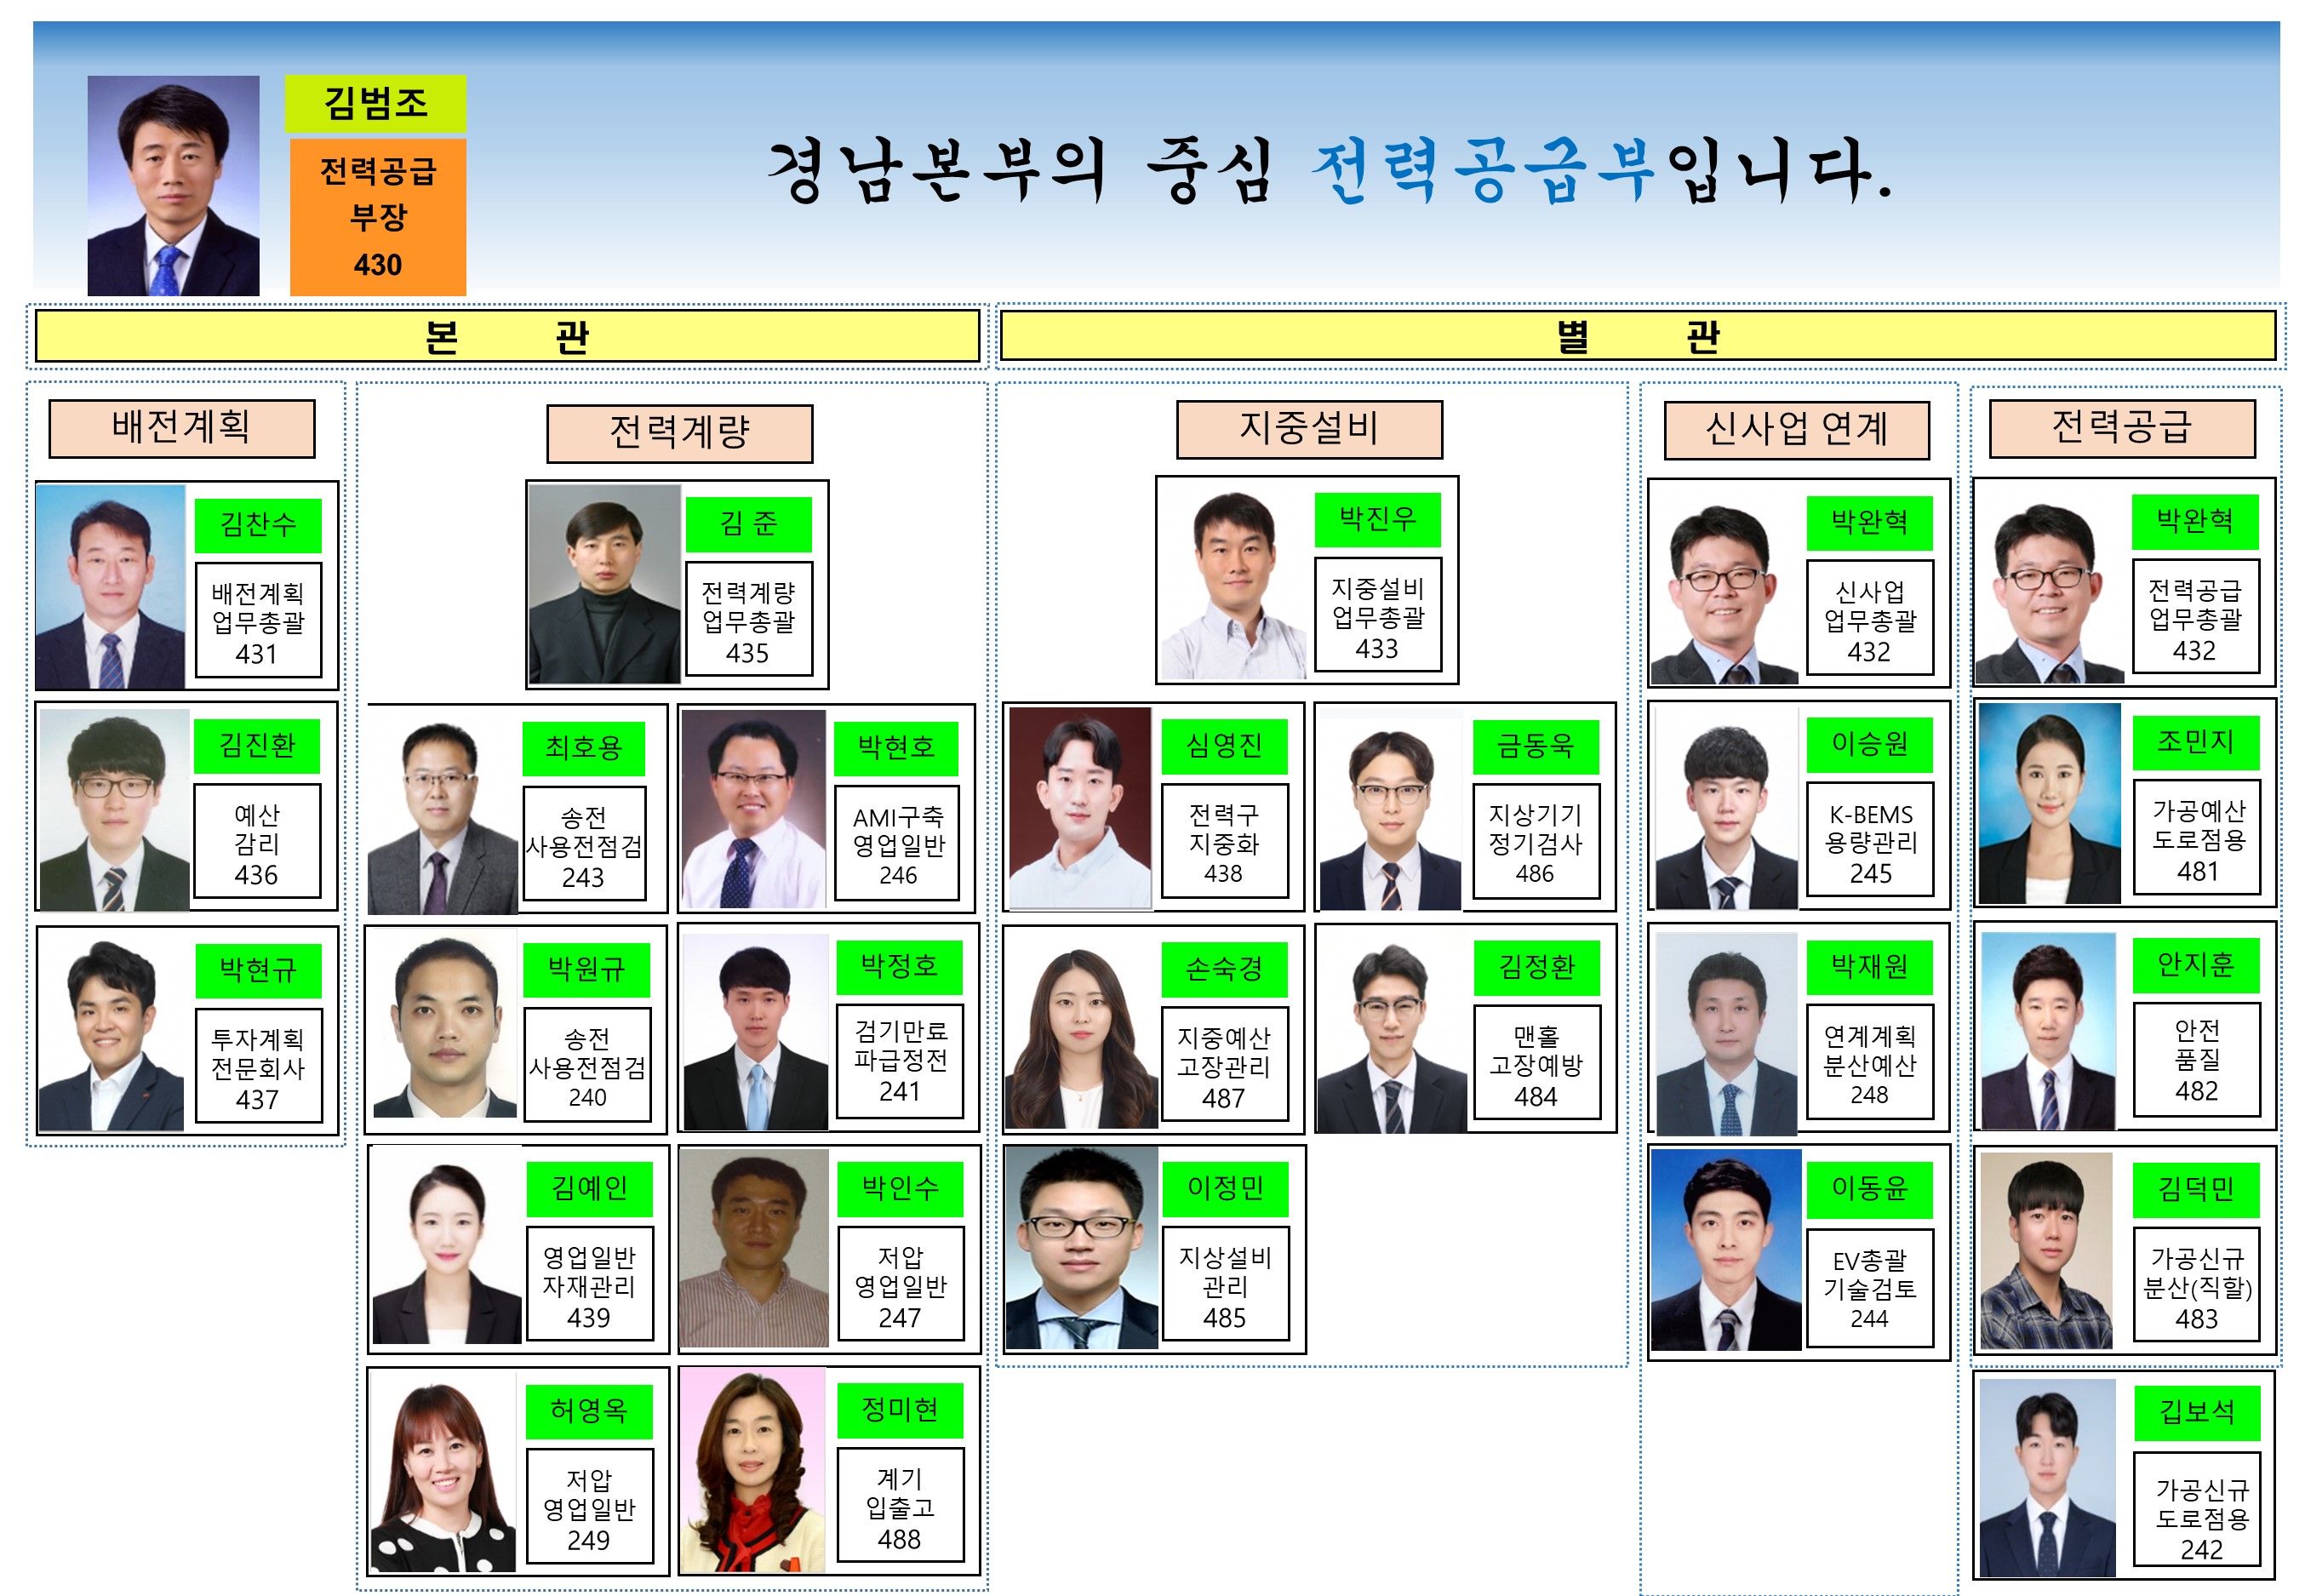 김범조
전력공급
부장
430
경남본부의 중심 전력공급부입니다.
본 관
별 관
배전계획
김찬수
배전계획
업무총괄
431
김진환
예산
감리
436
박현규
투자계획
전문회사
437
전력계량
김 준
전력계량
업무총괄
435
최호용
송전
사용전점검
243
박현호
AMI구축
영업일반
246
박원규
송전
사용전점검
240
박정호
검기만료
파급정전
241
김예인
영업일반
자재관리
439
박인수
저압
영업일반
247
허영옥
저압
영업일반
249
정미현
계기
입출고
488
지중설비
박진우
지중설비
업무총괄
433
심영진
전력구
지중화
438
금동욱
지상기기
정기검사
486
손숙경
지중예산
고장관리
487
김정환
맨홀
고장예방
484
이정민
지상설비
관리
485
신사업 연계
박완혁
신사업
업무총괄
432
이승원
K-BEMS
용량관리
245
박재원
연계계획
분산예산
248
이동윤
EV총괄
기술검토
244
전력공급
박완혁
전력공급
업무총괄
432
조민지
가공예산
도로점용
481
안지훈
안전
품질
482
김덕민
가공신규
분산(직할)
483
김보석
가공신규
도로점용
242